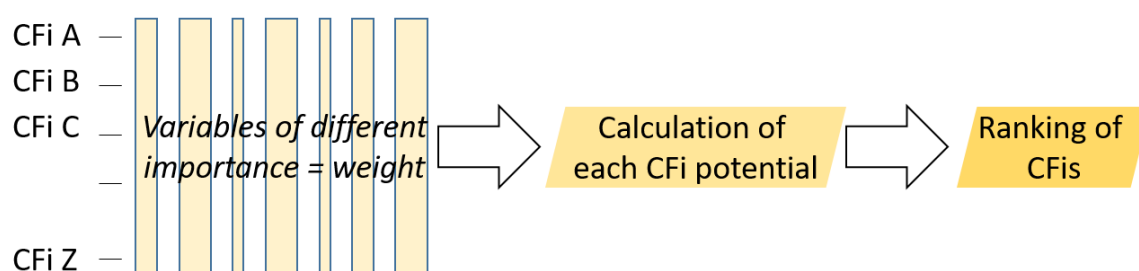 CFi A
CFi B
CFi C
CFi Z
Variables of different
importance = weight
Calculation of
each CFi potential
Ranking of
CFis